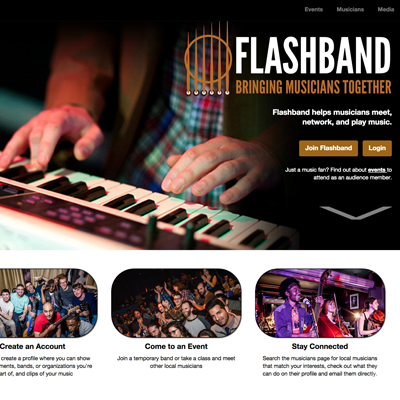 Events Musicians Media
FLASHBAND
BRINGING MUSICIANS TOGETHER
Flashband helps musicians meet,
network, and play music.
Join Flashband Login
Just a music fan? Find out about events to
attend as an audience member.
Create an Account
create a profile where you can show
ments, bands, or organizations you're
art of, and clips of your music
Come to an Event
Join a temporary band or take a class and meet
other local musicians
Stay Connected
Search the musicians page for local musicians
that match your interests, check out what they
can do on their profile and email them directly.